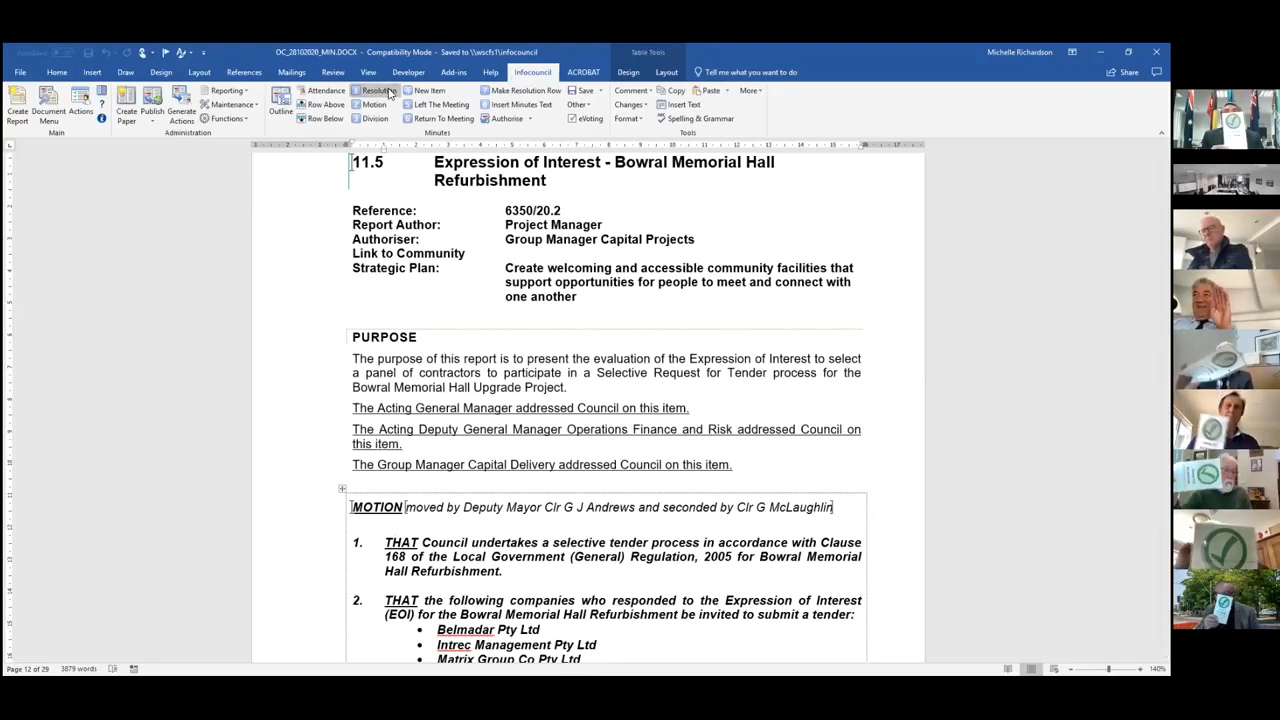 AutoSave
OC_28102020_MIN.DOCX - Compatibility Mode - Saved to \\wscfs1\infocouncil
Table Tools
Michelle Richardson
File Home Insert Draw Design Layout References Mailings Review View Developer Add-ins Help Infocouncil ACROBAT Design Layout Tell me what you want to do Share
Create Report Document Menu Actions
Main
Create Paper Publish Generate Actions Reporting Maintenance Functions
Administration
Outline Attendance Row Above Row Below Resolution Motion Division New Item Left The Meeting Return To Meeting Make Resolution Row Insert Minutes Text Authorise
Minutes
Save Other eVoting
Comment Changes Format Copy Insert Text Spelling & Grammar Paste More
Tools
11.5 Expression of Interest - Bowral Memorial Hall
Refurbishment
Reference: 6350/20.2
Report Author: Project Manager
Authoriser: Group Manager Capital Projects
Link to Community
Strategic Plan: Create welcoming and accessible community facilities that
support opportunities for people to meet and connect with
one another
PURPOSE
The purpose of this report is to present the evaluation of the Expression of Interest to select
a panel of contractors to participate in a Selective Request for Tender process for the
Bowral Memorial Hall Upgrade Project.
The Acting General Manager addressed Council on this item.
The Acting Deputy General Manager Operations Finance and Risk addressed Council on
this item.
The Group Manager Capital Delivery addressed Council on this item.
MOTION moved by Deputy Mayor Clr G J Andrews and seconded by Clr G McLaughlin
1. THAT Council undertakes a selective tender process in accordance with Clause
168 of the Local Government (General) Regulation, 2005 for Bowral Memorial
Hall Refurbishment.
2. THAT the following companies who responded to the Expression of Interest
(EOI) for the Bowral Memorial Hall Refurbishment be invited to submit a tender:
• Belmadar Pty Ltd
• Intrec Management Pty Ltd
• Matrix Group Co Pty Ltd
Page 12 of 29 3879 words
140%